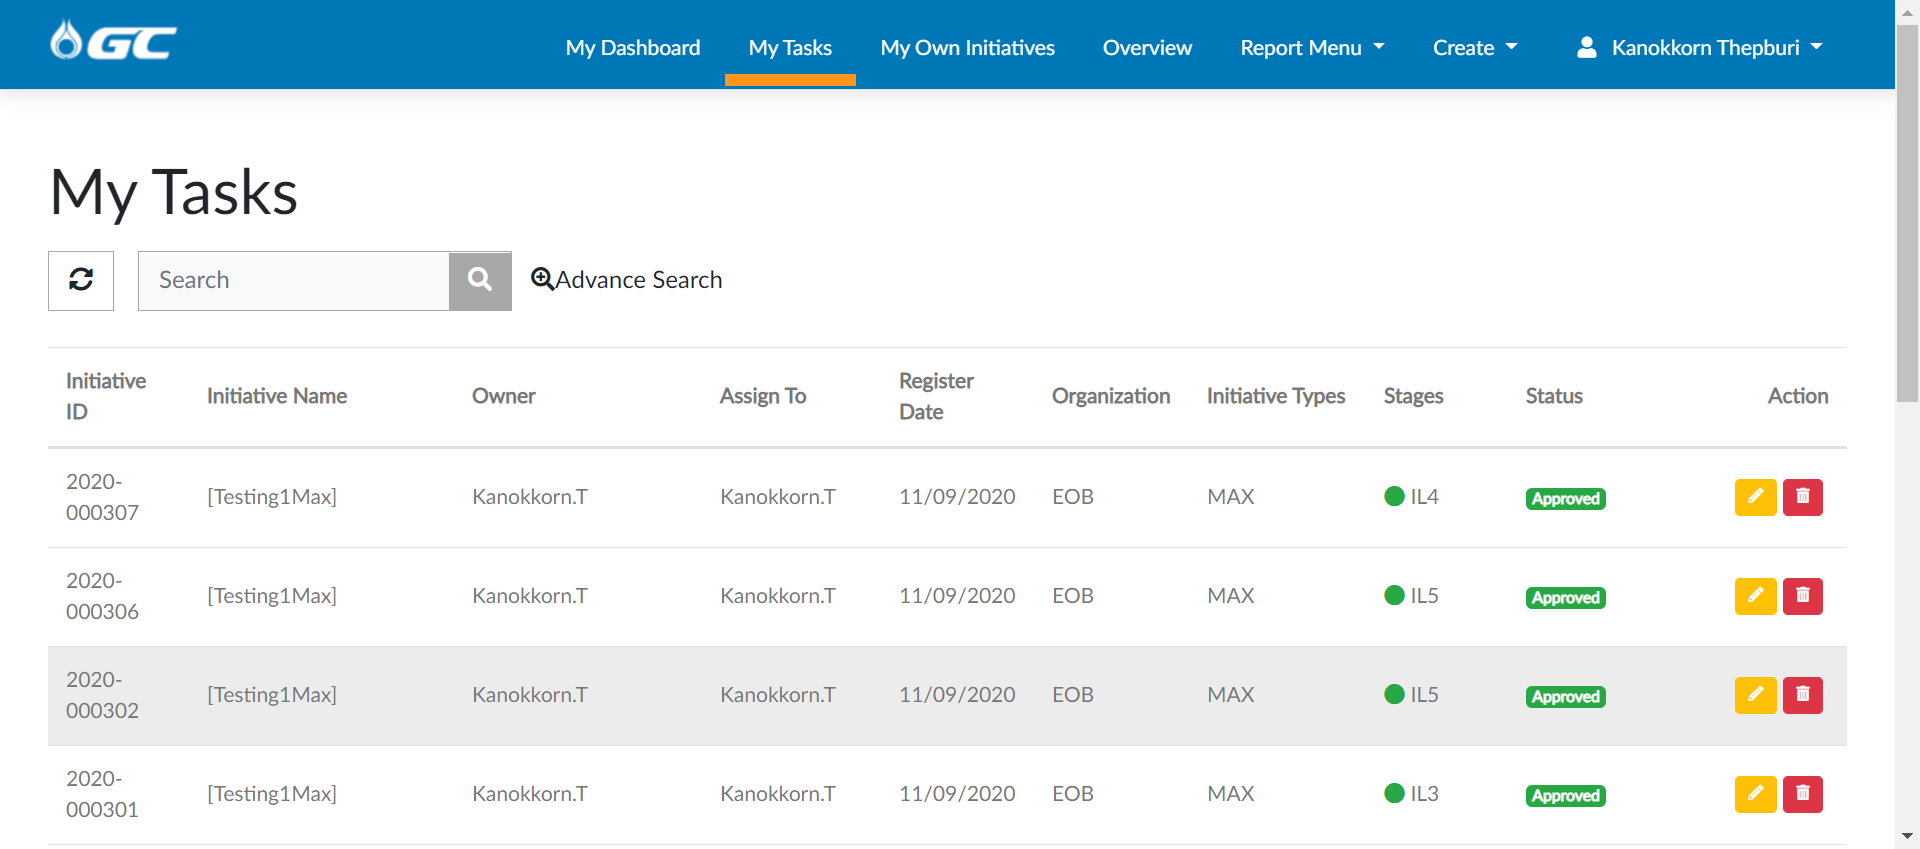 GC
My Dashboard
My Tasks
My Own Initiatives
Overview
Report Menu
Create
Kanokkorn Thepburi
My Tasks
Search
Advance Search
Initiative ID
Initiative Name
Owner
Assign To
Register Date
Organization
Initiative Types
Stages
Status
Action
2020-
000307
[Testing1Max]
Kanokkorn.T
Kanokkorn.T
11/09/2020
EOB
MAX
IL4
Approved
2020-
000306
[Testing1Max]
Kanokkorn.T
Kanokkorn.T
11/09/2020
EOB
MAX
IL5
Approved
2020-
000302
[Testing1Max]
Kanokkorn.T
Kanokkorn.T
11/09/2020
EOB
MAX
IL5
Approved
2020-
000301
[Testing1Max]
Kanokkorn.T
Kanokkorn.T
11/09/2020
EOB
MAX
IL3
Approved